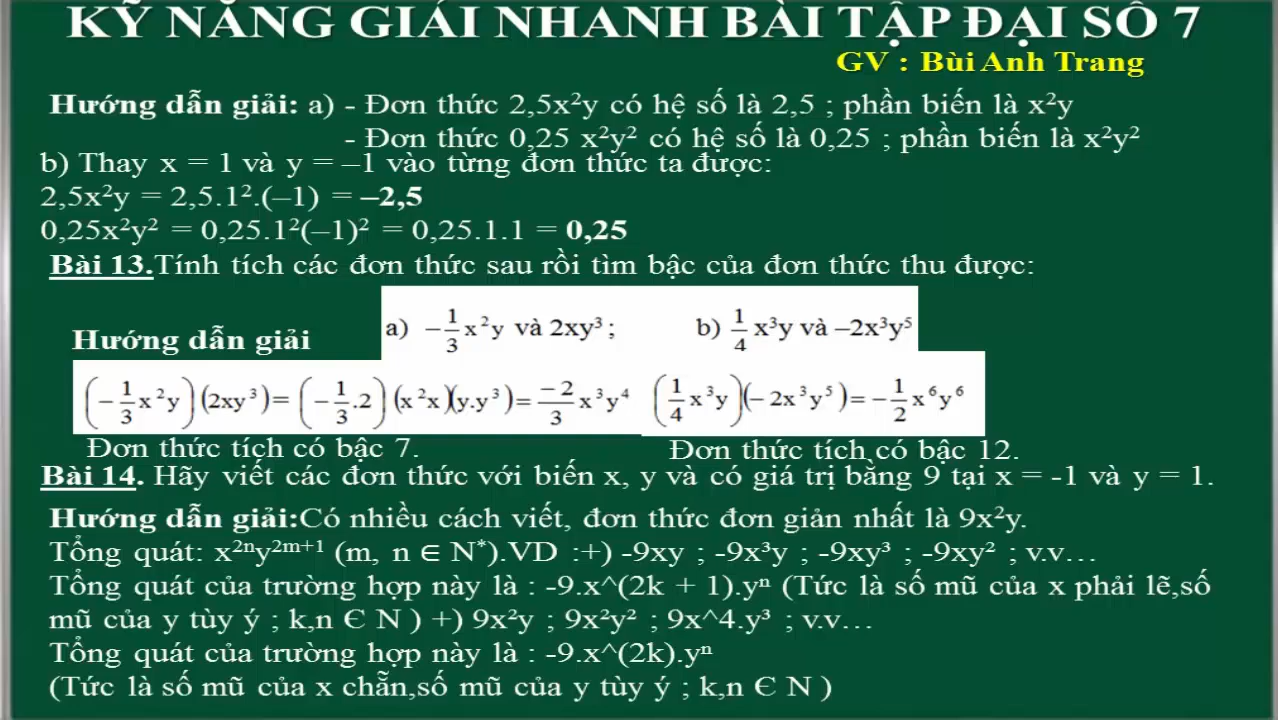 KỸ NĂNG GIẢI NHANH BÀI TẬP ĐẠI SỐ 7
GV : Bùi Anh Trang
Hướng dẫn giải: a) - Đơn thức 2,5x²y có hệ số là 2,5 ; phần biến là x²y
- Đơn thức 0,25 x²y² có hệ số là 0,25 ; phần biến là x²y²
b) Thay x = 1 và y = –1 vào từng đơn thức ta được:
2,5x²y = 2,5.1².(–1) = –2,5
0,25x²y² = 0,25.1²(–1)² = 0,25.1.1 = 0,25
Bài 13.Tính tích các đơn thức sau rồi tìm bậc của đơn thức thu được:
a) -1/3 x²y và 2xy³ ; b) 1/4 x³y và –2x³y⁵
Hướng dẫn giải
(-1/3 x²y)(2xy³)= (-1/3 .2) (x²x)(y.y³)= -2/3 x³y⁴ (1/4 x³y)(-2x³y⁵)= -1/2 x⁶y⁶
Đơn thức tích có bậc 7. Đơn thức tích có bậc 12.
Bài 14. Hãy viết các đơn thức với biến x, y và có giá trị bằng 9 tại x = -1 và y = 1.
Hướng dẫn giải:Có nhiều cách viết, đơn thức đơn giản nhất là 9x²y.
Tổng quát: x²ⁿy²ᵐ⁺¹ (m, n ∈ N*).VD :+) -9xy ; -9x³y ; -9xy³ ; -9xy² ; v.v…
Tổng quát của trường hợp này là : -9.x^(2k + 1).yⁿ (Tức là số mũ của x phải lẽ,số
mũ của y tùy ý ; k,n Є N ) +) 9x²y ; 9x²y² ; 9x^4.y³ ; v.v…
Tổng quát của trường hợp này là : -9.x^(2k).yⁿ
(Tức là số mũ của x chẵn,số mũ của y tùy ý ; k,n Є N )